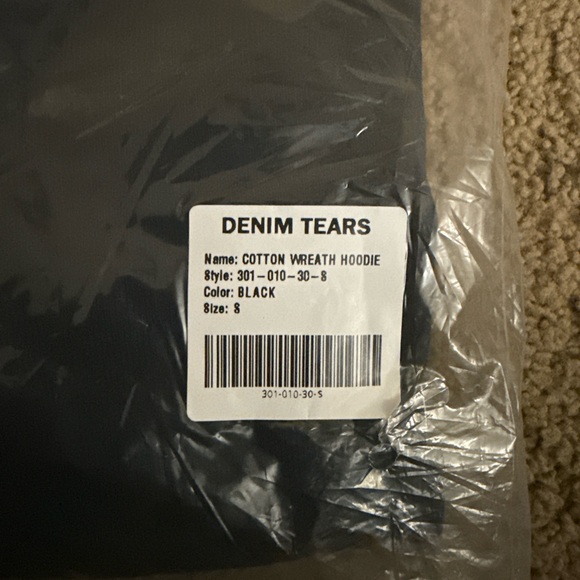 DENIM TEARS
Name: COTTON WREATH HOODIE
Style: 301-010-30-S
Color: BLACK
Size: S
301-010-30-S